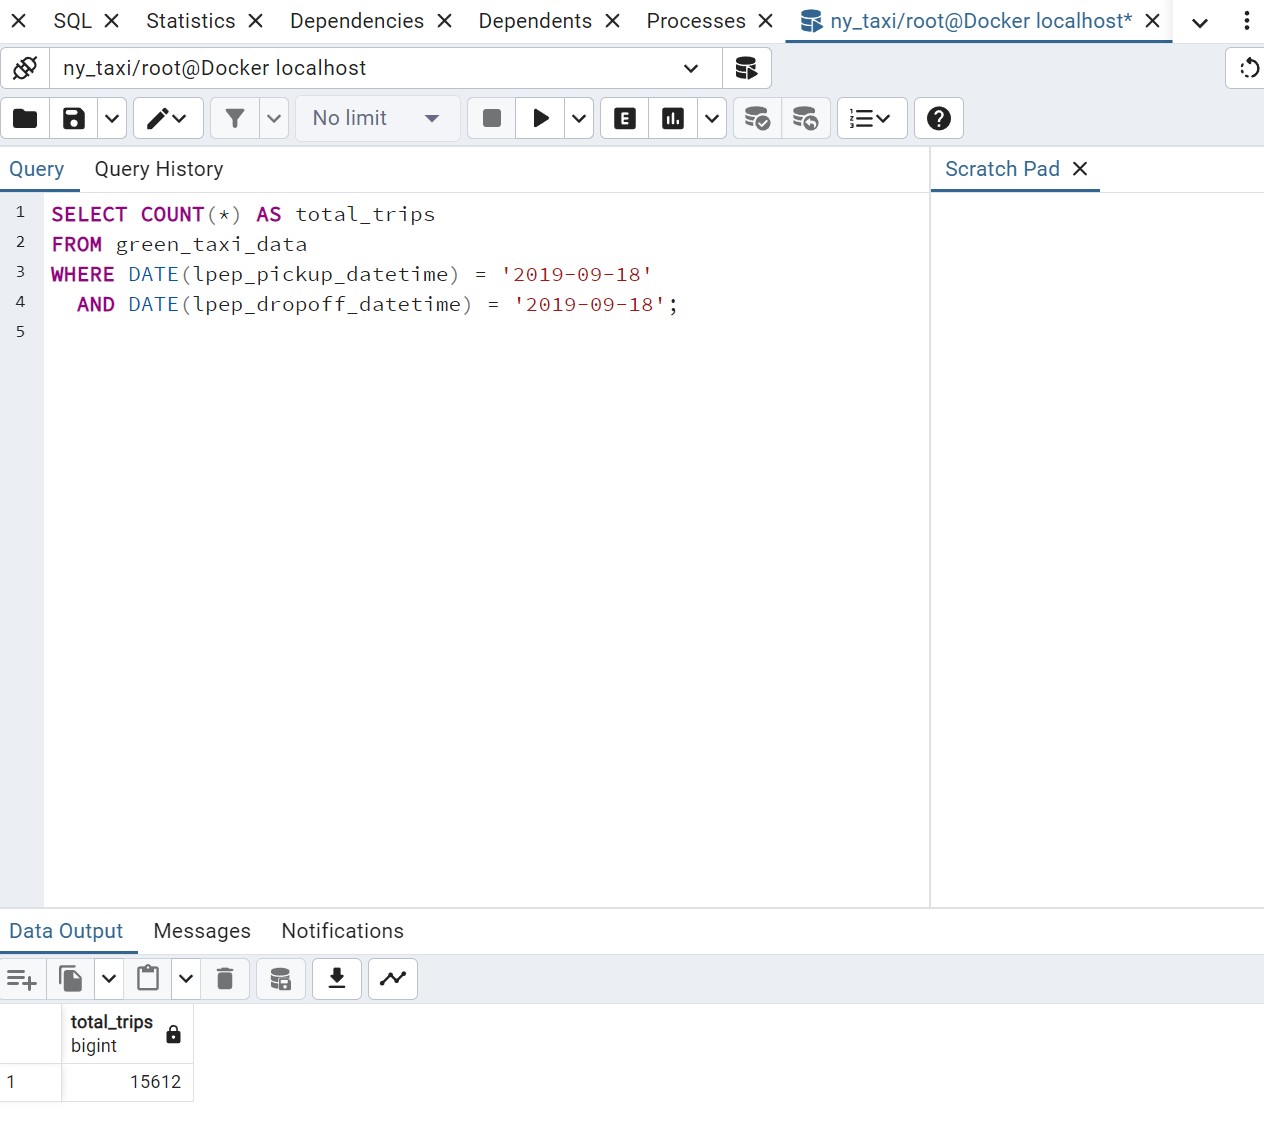 SQL Statistics Dependencies Dependents Processes ny_taxi/root@Docker localhost*
ny_taxi/root@Docker localhost
No limit E
Query Query History Scratch Pad
1 SELECT COUNT(*) AS total_trips
2 FROM green_taxi_data
3 WHERE DATE(lpep_pickup_datetime) = '2019-09-18'
4 AND DATE(lpep_dropoff_datetime) = '2019-09-18';
5
Data Output Messages Notifications
total_trips
bigint
1 15612